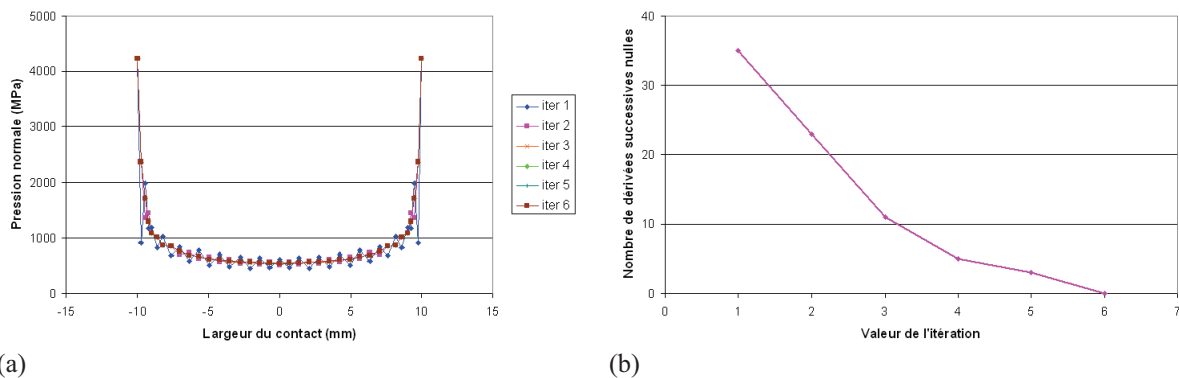 5000
4000
3000
2000
1000
0
-15
-10
-5
0
5
10
15
Pression normale (MPa)
Largeur du contact (mm)
iter 1
iter 2
iter 3
iter 4
iter 5
iter 6
(a)
40
30
20
10
0
0
1
2
3
4
5
6
7
Nombre de dérivées successives nulles
Valeur de l'itération
(b)